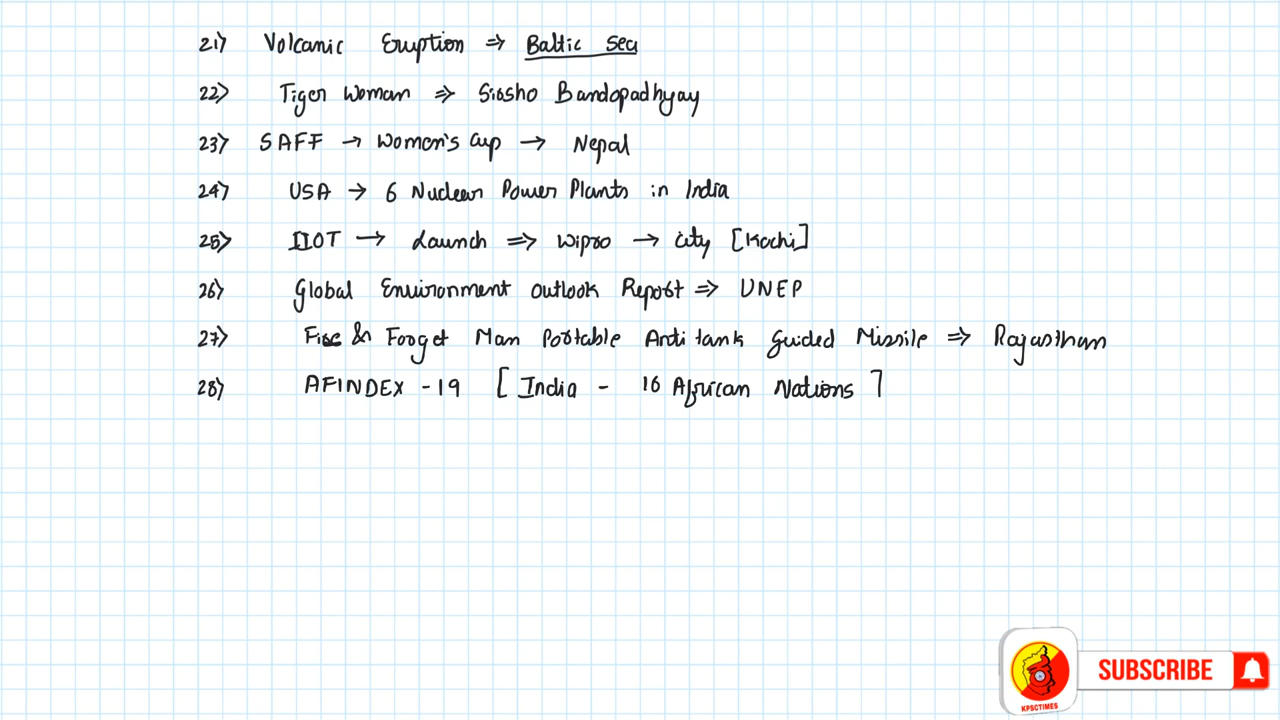 21) Volcanic Eruption ⇒ Baltic Sea
22) Tiger Woman ⇒ Sirsho Bandopadhyay
23) SAFF → Women's Cup → Nepal
24) USA → 6 Nuclear Power Plants in India
25) IIOT → Launch ⇒ Wipro → City [Kochi]
26) Global Environment Outlook Report ⇒ UNEP
27) Fire & Forget Man Portable Anti tank Guided Missile ⇒ Rajasthan
28) AFINDEX - 19 [India - 16 African Nations]
SUBSCRIBE
KPSCTIMES